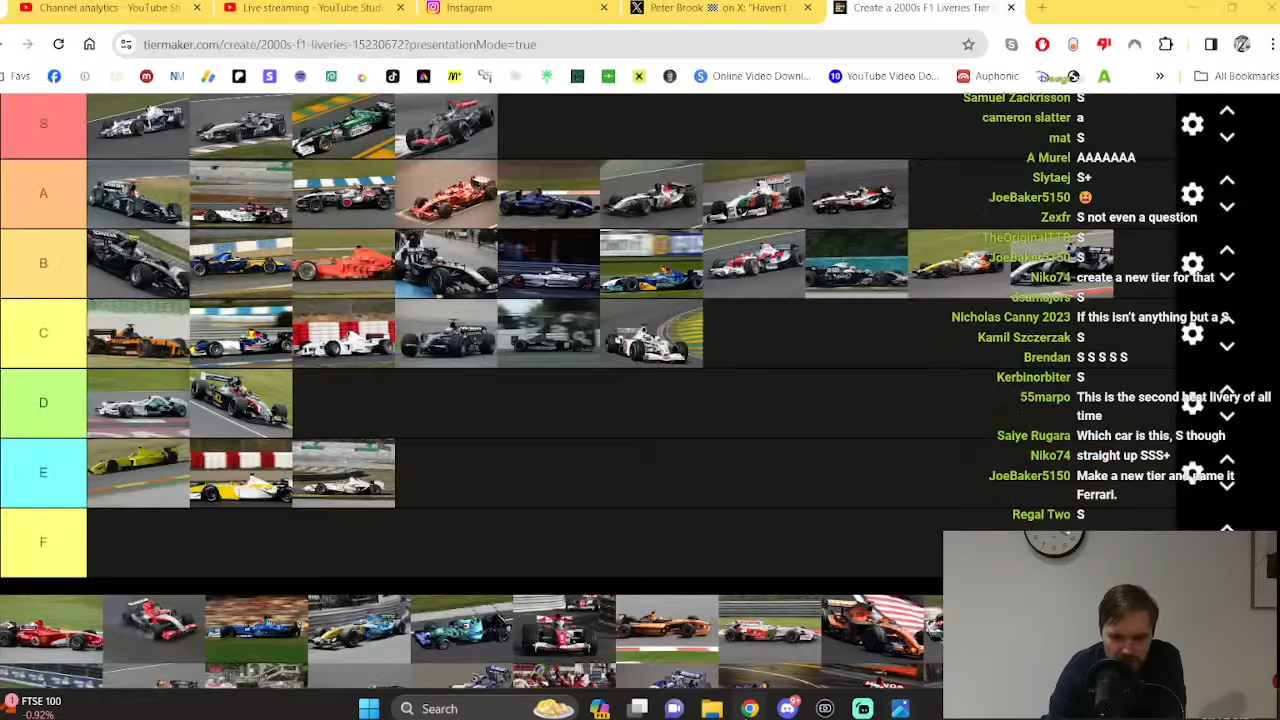 Channel analytics - YouTube St
Live streaming - YouTube Studi
Instagram
Peter Brook on X: "Haven't
Create a 2000s F1 Liveries Tier
tiermaker.com/create/2000s-f1-liveries-15230672?presentationMode=true
Favs
Online Video Downl...
YouTube Video Do...
Auphonic
All Bookmarks
S
A
B
C
D
E
F
Samuel Zackrisson S
cameron slatter a
mat S
A Murel AAAAAAA
Slytaej S+
JoeBaker5150
Zexfr S not even a question
TheOriginalTTB S
JoeBaker5150 S
Niko74 create a new tier for that
dsdmajors S
Nicholas Canny 2023 If this isn't anything but a S
Kamil Szczerzak S
Brendan S S S S S
Kerbinorbiter S
55marpo This is the second best livery of all
time
Saiye Rugara Which car is this, S though
Niko74 straight up SSS+
JoeBaker5150 Make a new tier and name it
Ferrari.
Regal Two S
FTSE 100
-0.92%
Search